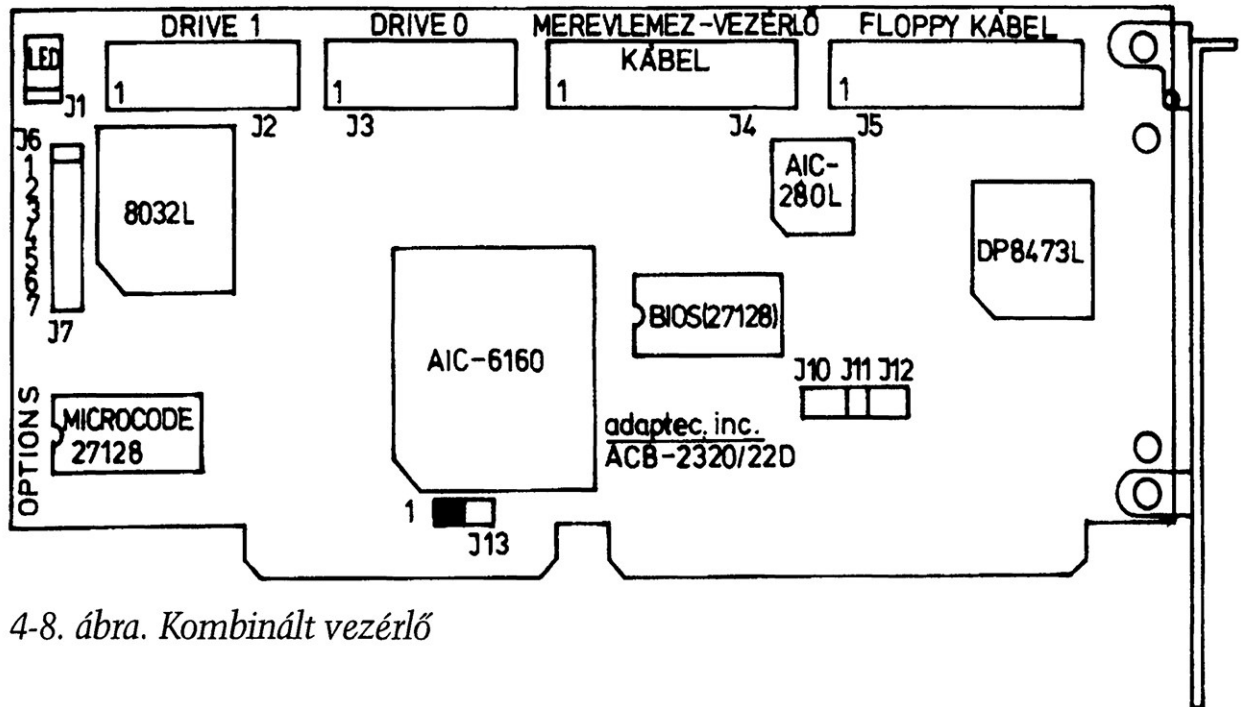 DRIVE 1
DRIVE 0
MEREVLEMEZ-VEZÉRLŐ
KÁBEL
FLOPPY KÁBEL
LED
J1
1
J2
1
J3
1
J4
1
J5
J6
1
2
3
4
5
6
7
J7
8032L
AIC-
280L
DP8473L
BIOS(27128)
AIC-6160
J10 J11 J12
OPTIONS
MICROCODE
27128
adaptec, inc.
ACB-2320/22D
1
J13
4-8. ábra. Kombinált vezérlő